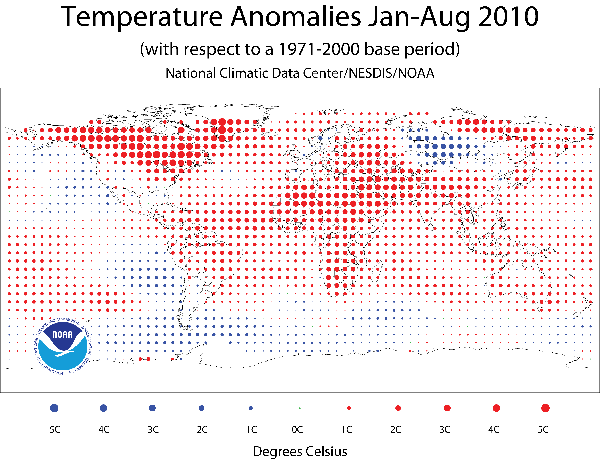 Temperature Anomalies Jan-Aug 2010
(with respect to a 1971-2000 base period)
National Climatic Data Center/NESDIS/NOAA
NOAA
5C 4C 3C 2C 1C 0C 1C 2C 3C 4C 5C
Degrees Celsius